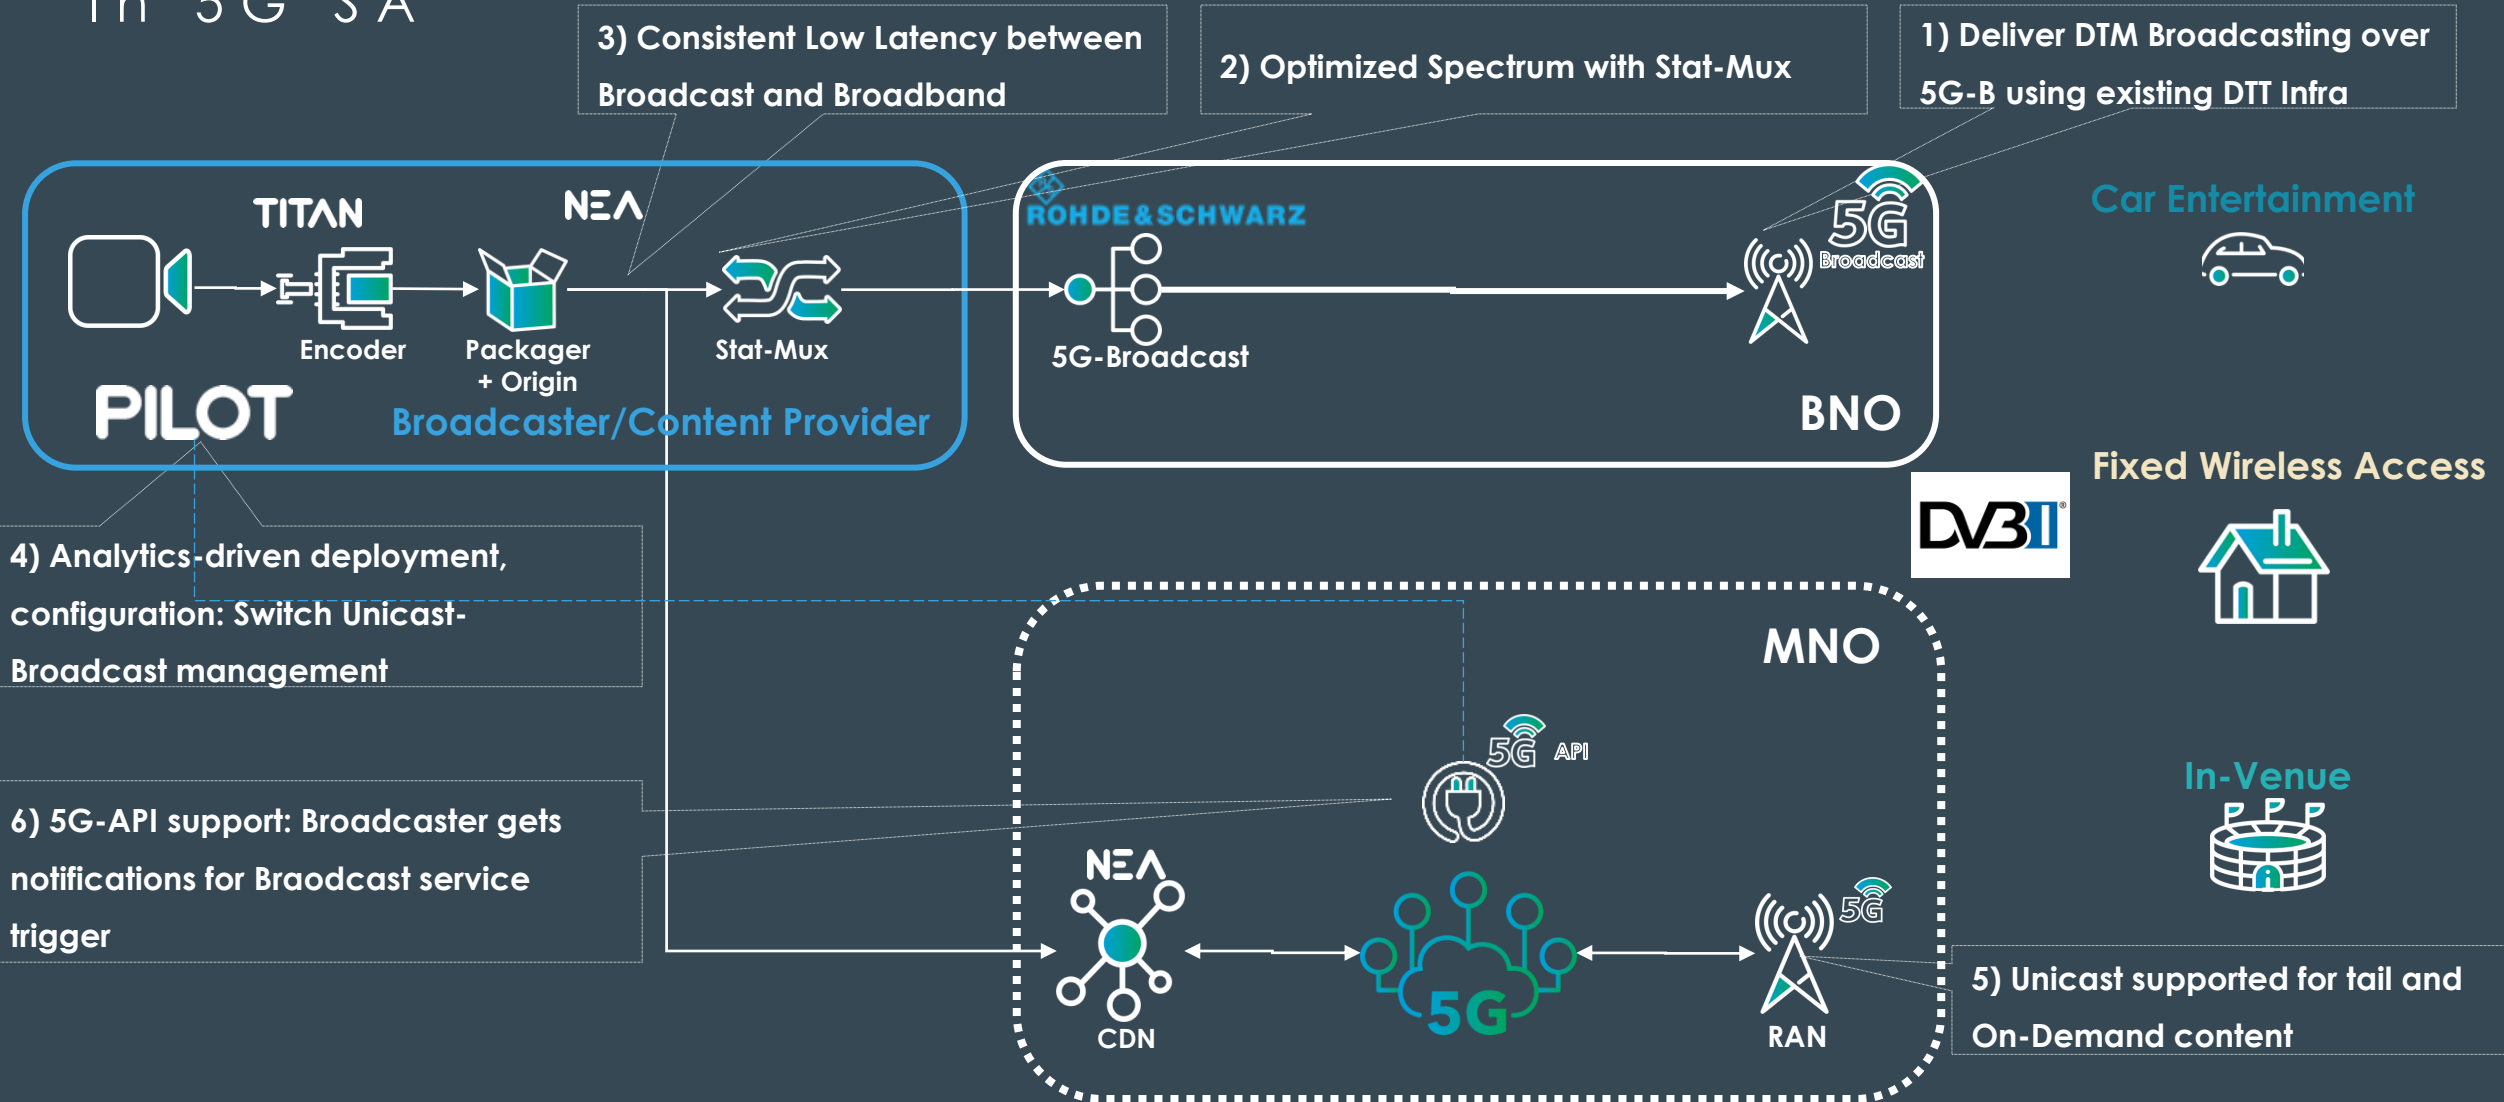 in 5G SA
3) Consistent Low Latency between
Broadcast and Broadband
2) Optimized Spectrum with Stat-Mux
1) Deliver DTM Broadcasting over
5G-B using existing DTT Infra
TITAN
NEA
ROHDE&SCHWARZ
5G
Broadcast
Car Entertainment
Encoder
Packager
+ Origin
Stat-Mux
5G-Broadcast
PILOT
Broadcaster/Content Provider
BNO
Fixed Wireless Access
DVB I®
4) Analytics-driven deployment,
configuration: Switch Unicast-
Broadcast management
MNO
5G API
In-Venue
6) 5G-API support: Broadcaster gets
notifications for Braodcast service
trigger
NEA
CDN
5G
5G
RAN
5) Unicast supported for tail and
On-Demand content